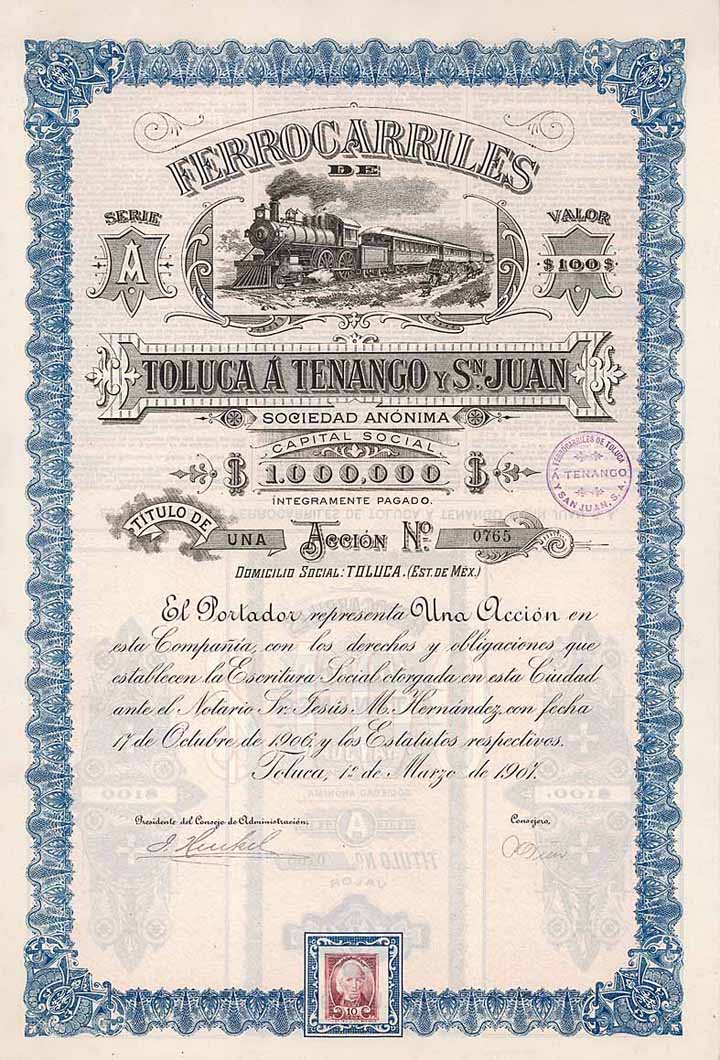 FERROCARRILES
DE
SERIE
A
VALOR
$100$
TOLUCA Á TENANGO Y SN. JUAN
SOCIEDAD ANÓNIMA
CAPITAL SOCIAL
$ 1.000,000 $
ÍNTEGRAMENTE PAGADO.
FERROCARRILES DE TOLUCA
Á TENANGO
Y SAN JUAN, S. A.
TÍTULO DE UNA ACCIÓN No. 0765
DOMICILIO SOCIAL: TOLUCA. (EST. DE MÉX.)
El Portador representa Una Acción en
esta Compañía, con los derechos y obligaciones que
establecen la Escritura Social otorgada en esta Ciudad
ante el Notario Sr. Jesús M. Hernández, con fecha
17 de Octubre de 1906, y los Estatutos respectivos.
Toluca, 1o. de Marzo de 1907.
Presidente del Consejo de Administración,
Consejero,
10